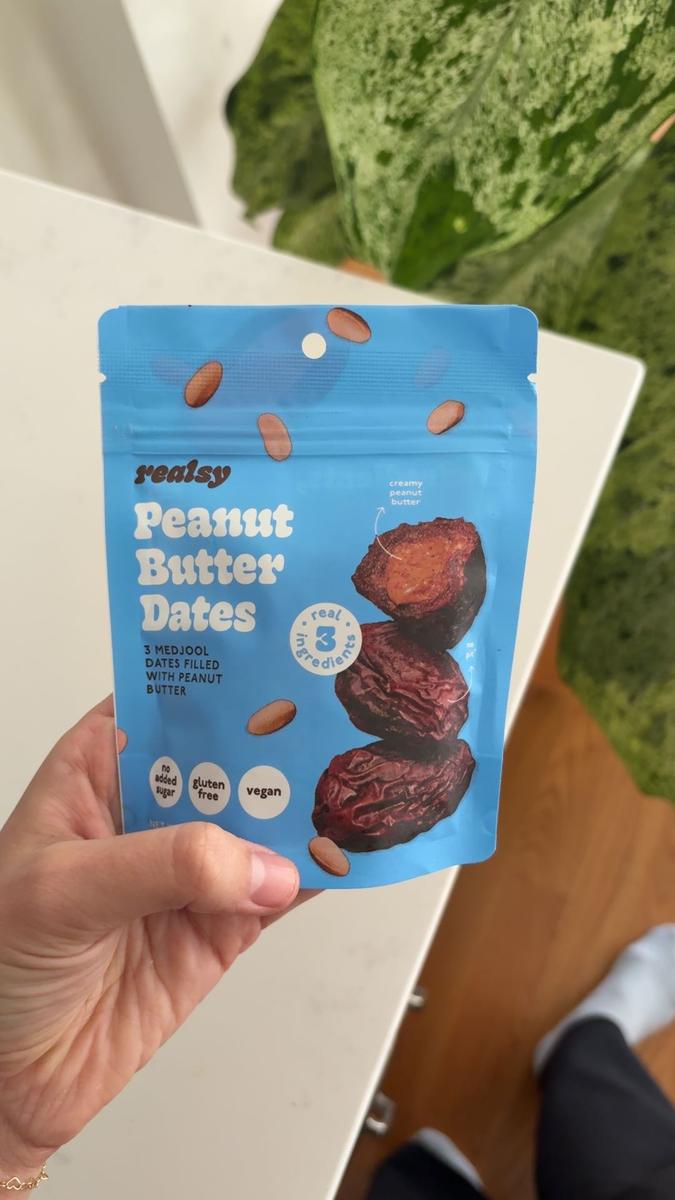 realsy
Peanut
Butter
Dates
3 MEDJOOL
DATES FILLED
WITH PEANUT
BUTTER
creamy
peanut
butter
real
3
ingredients
no
added
sugar
gluten
free
vegan